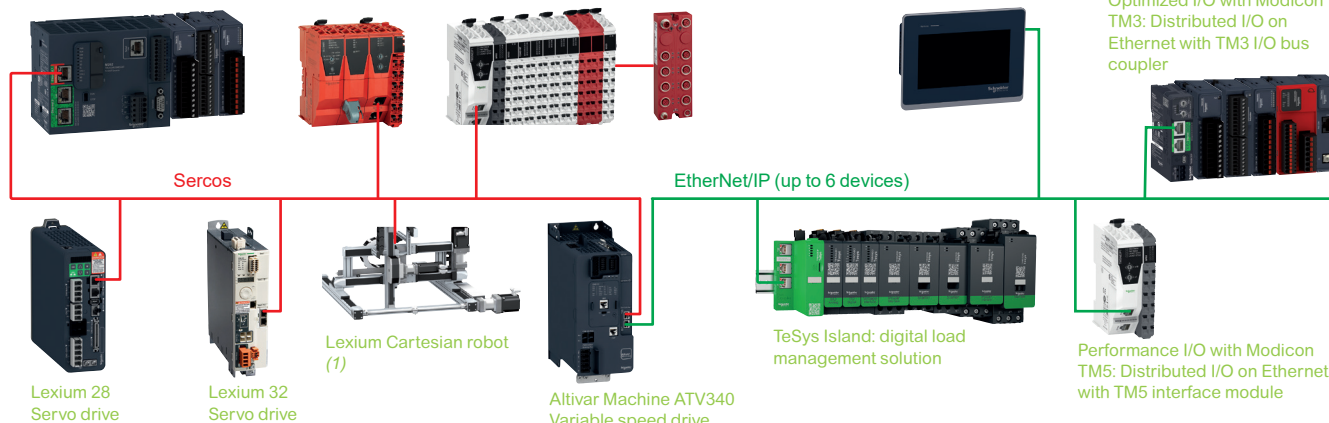 Optimized I/O with Modicon
TM3: Distributed I/O on
Ethernet with TM3 I/O bus
coupler
Sercos
EtherNet/IP (up to 6 devices)
Lexium 28
Servo drive
Lexium 32
Servo drive
Lexium Cartesian robot
(1)
Altivar Machine ATV340
Variable speed drive
TeSys Island: digital load
management solution
Performance I/O with Modicon
TM5: Distributed I/O on Ethernet
with TM5 interface module